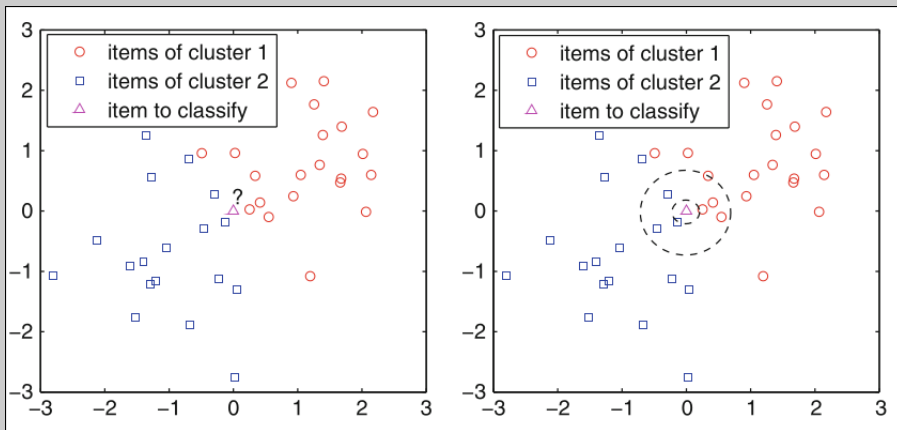 3
2
1
0
−1
−2
−3
−3 −2 −1 0 1 2 3
items of cluster 1
items of cluster 2
item to classify
?
3
2
1
0
−1
−2
−3
−3 −2 −1 0 1 2 3
items of cluster 1
items of cluster 2
item to classify